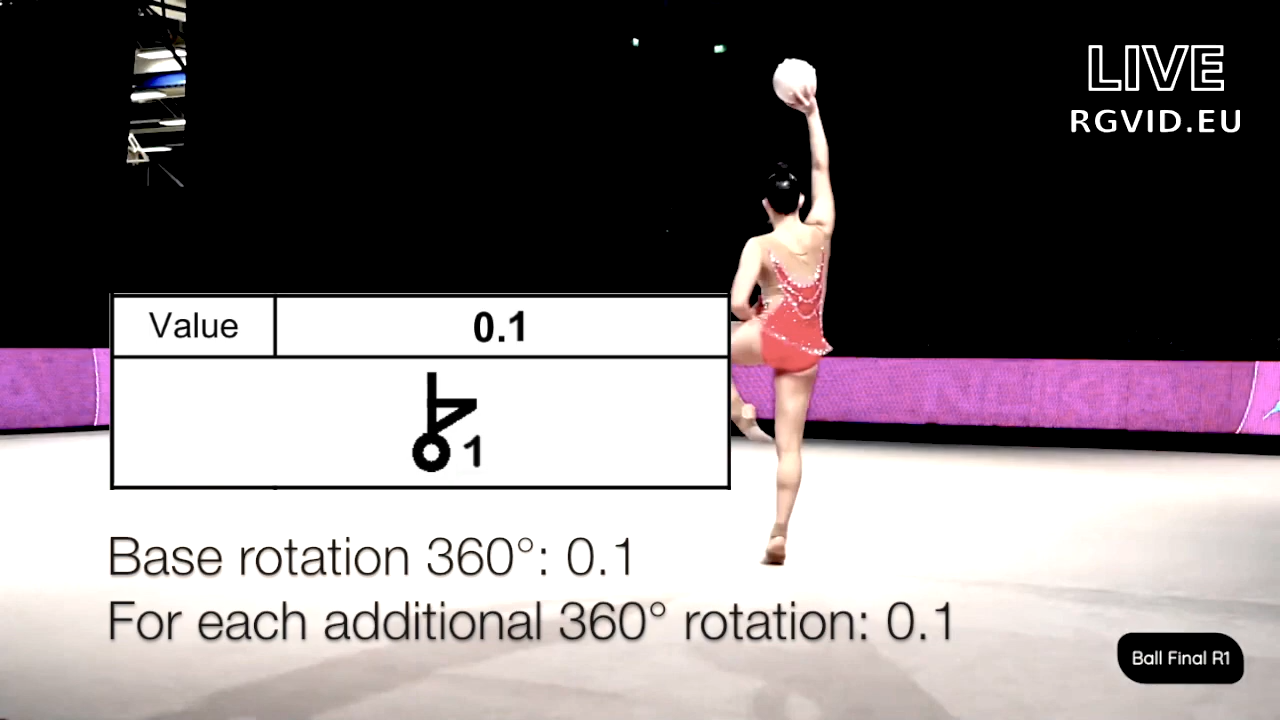 LIVE
RGVID.EU
Value 0.1
1
Base rotation 360°: 0.1
For each additional 360° rotation: 0.1
Ball Final R1